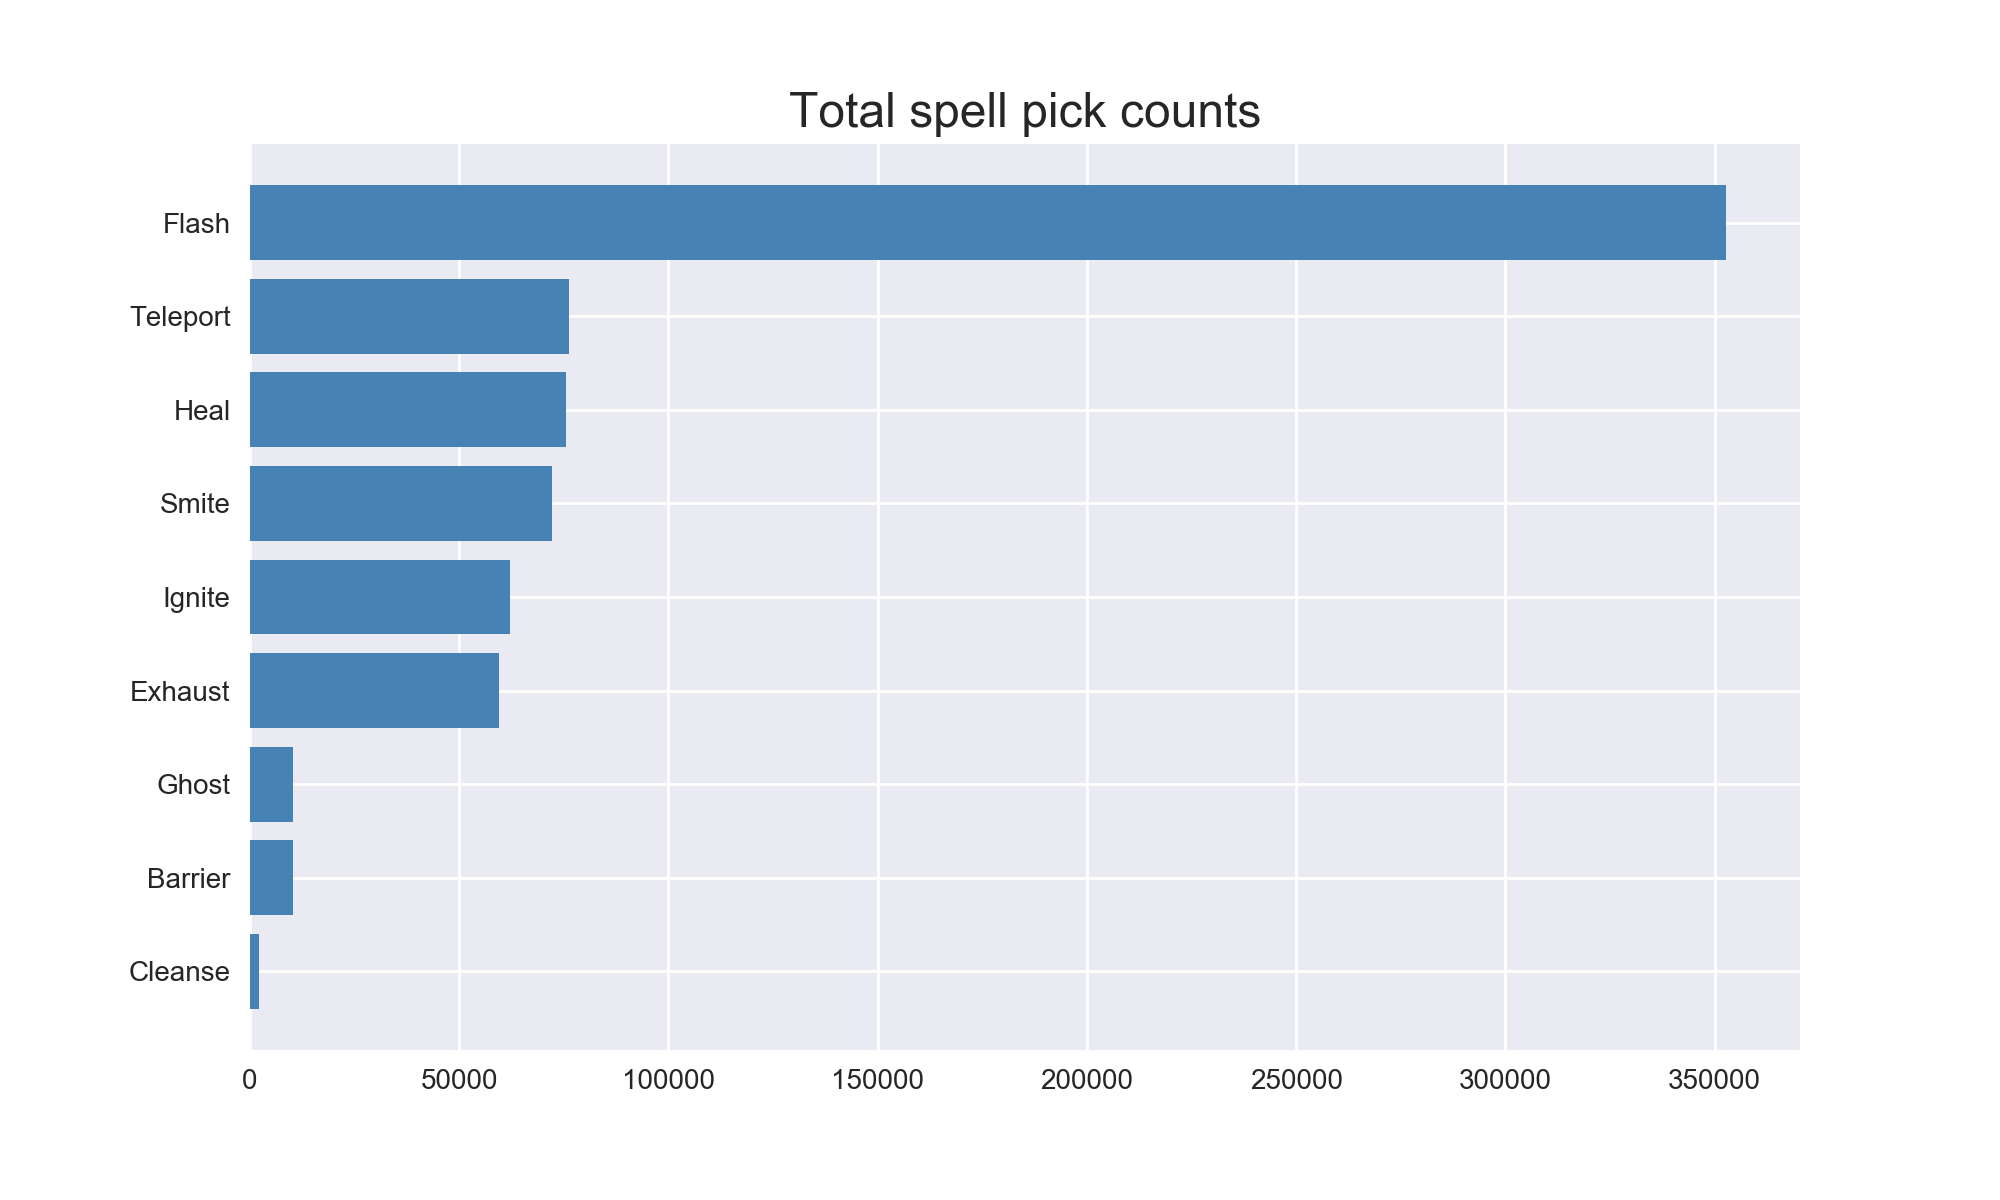 Total spell pick counts
Flash
Teleport
Heal
Smite
Ignite
Exhaust
Ghost
Barrier
Cleanse
0 50000 100000 150000 200000 250000 300000 350000